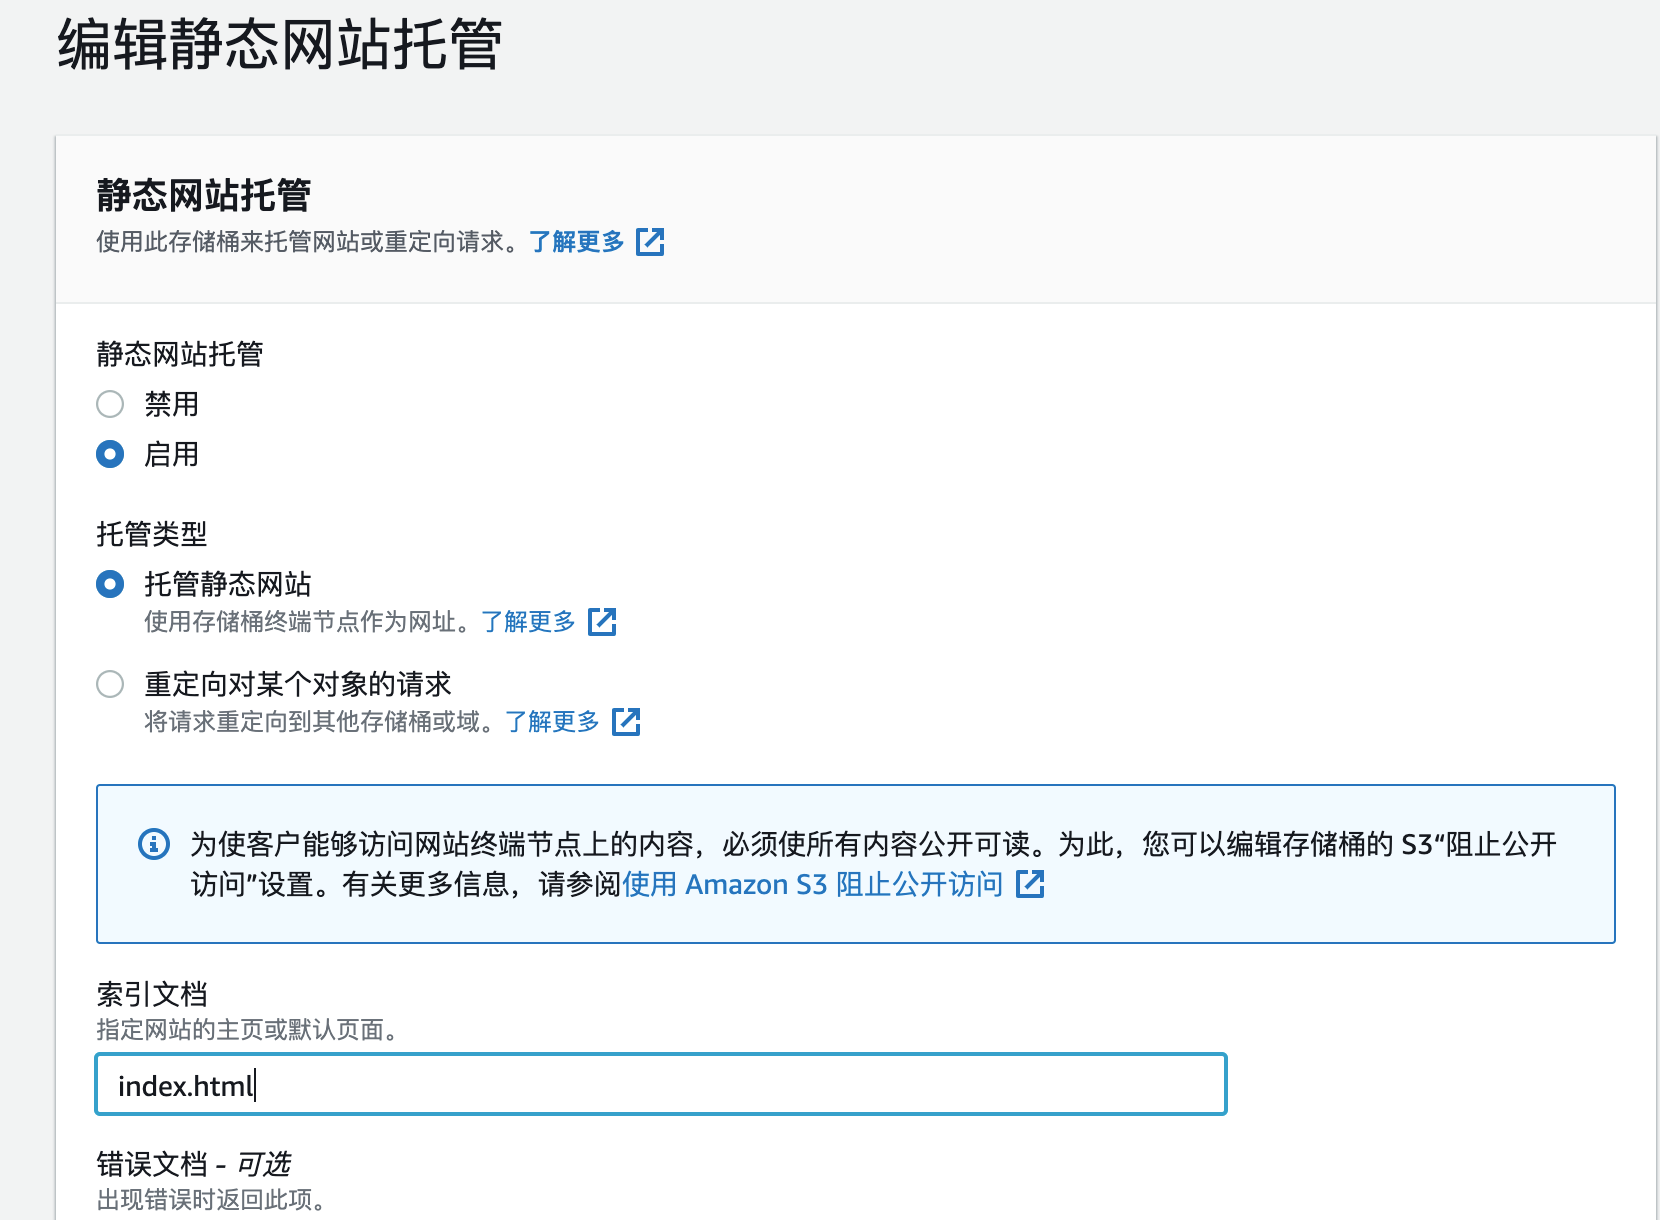 编辑静态网站托管
静态网站托管
使用此存储桶来托管网站或重定向请求。了解更多
静态网站托管
禁用
启用
托管类型
托管静态网站
使用存储桶终端节点作为网址。了解更多
重定向对某个对象的请求
将请求重定向到其他存储桶或域。了解更多
为使客户能够访问网站终端节点上的内容，必须使所有内容公开可读。为此，您可以编辑存储桶的 S3“阻止公开
访问”设置。有关更多信息，请参阅使用 Amazon S3 阻止公开访问
索引文档
指定网站的主页或默认页面。
index.html
错误文档 - 可选
出现错误时返回此项。